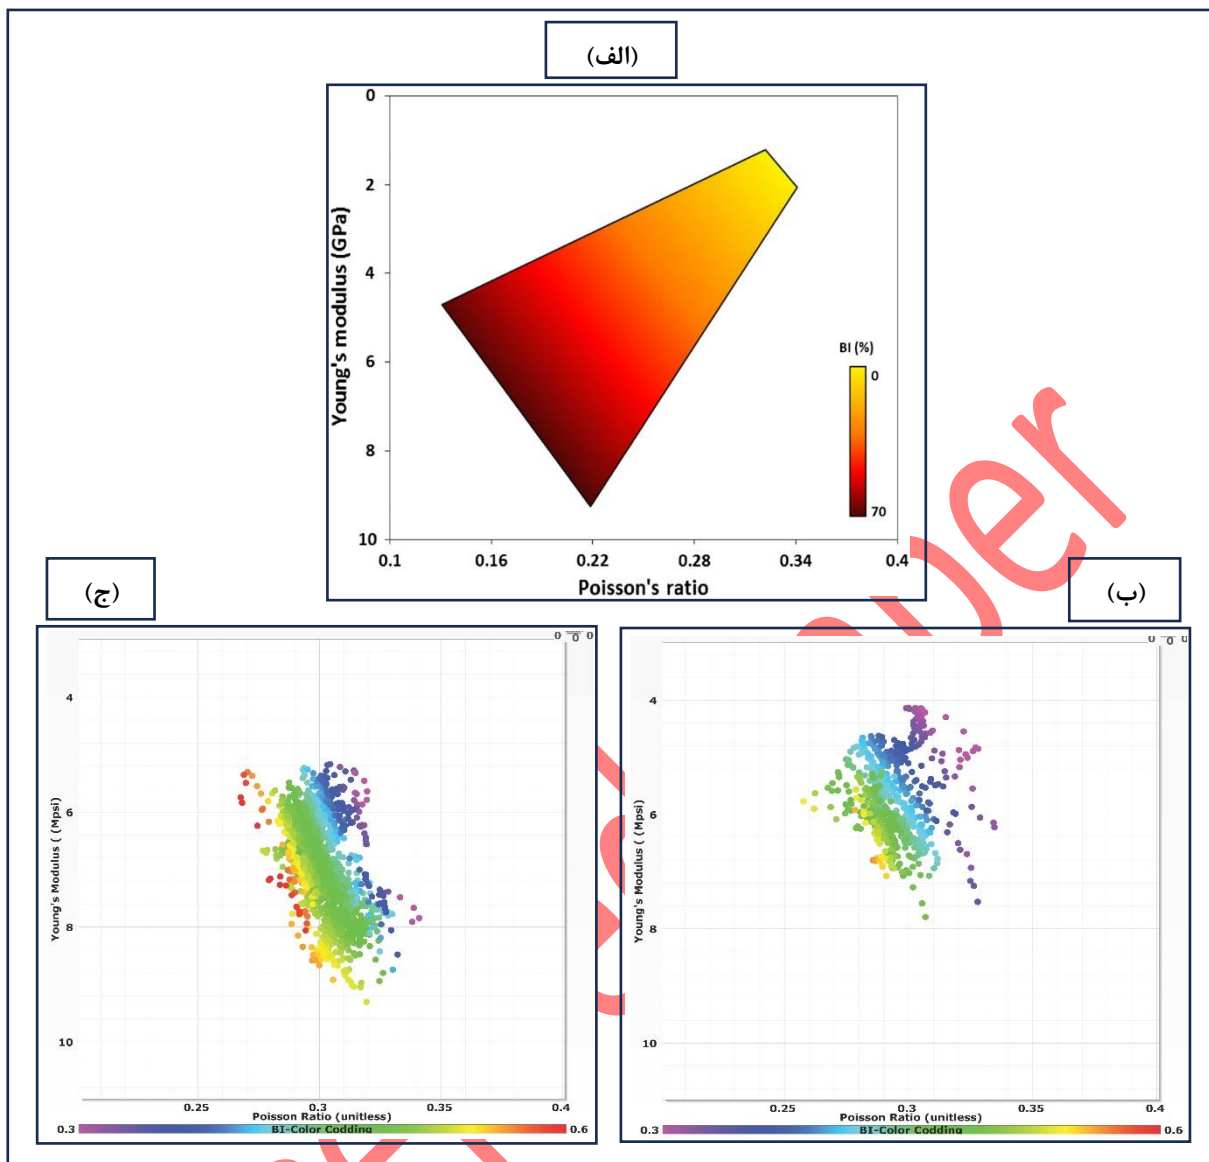 (الف)
0
2
4
6
8
10
Young's modulus (GPa)
BI (%)
0
70
0.1 0.16 0.22 0.28 0.34 0.4
Poisson's ratio
(ج)
(ب)
4
6
8
10
Young's Modulus ( (Mpsi)
0.25 0.3 0.35 0.4
Poisson Ratio (unitless)
0.3 BI-Color Codding 0.6
4
6
8
10
Young's Modulus ( (Mpsi)
0.25 0.3 0.35 0.4
Poisson Ratio (unitless)
0.3 BI-Color Codding 0.6